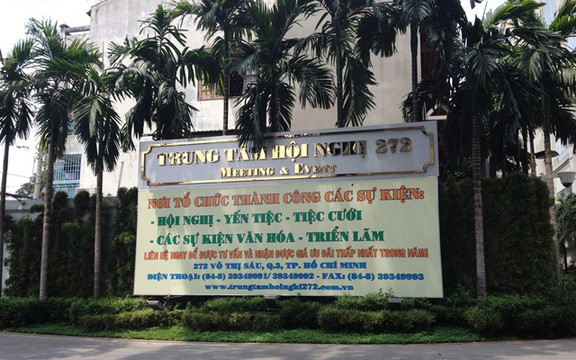 TRUNG TÂM HỘI NGHỊ 272
MEETING & EVENT
NƠI TỔ CHỨC THÀNH CÔNG CÁC SỰ KIỆN:
- HỘI NGHỊ - YẾN TIỆC - TIỆC CƯỚI
- CÁC SỰ KIỆN VĂN HÓA - TRIỂN LÃM
LIÊN HỆ NGAY ĐỂ ĐƯỢC TƯ VẤN VÀ NHẬN ĐƯỢC GIÁ ƯU ĐÃI THẤP NHẤT TRONG NĂM!
272 VÕ THỊ SÁU, Q.3, TP. HỒ CHÍ MINH
ĐIỆN THOẠI: (84-8) 39349991/ 39349992 - FAX: (84-8) 39349993
www.trungtamhoinghi272.com.vn